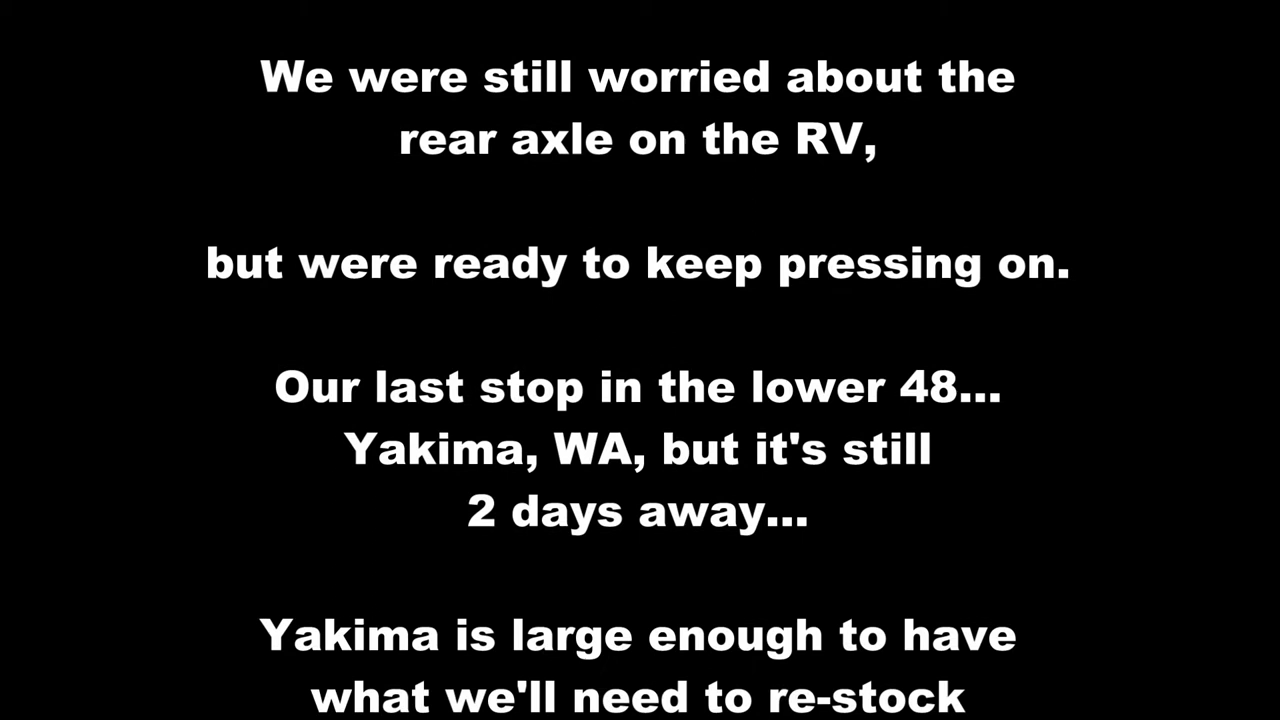 We were still worried about the
rear axle on the RV,
but were ready to keep pressing on.
Our last stop in the lower 48...
Yakima, WA, but it's still
2 days away...
Yakima is large enough to have
what we'll need to re-stock